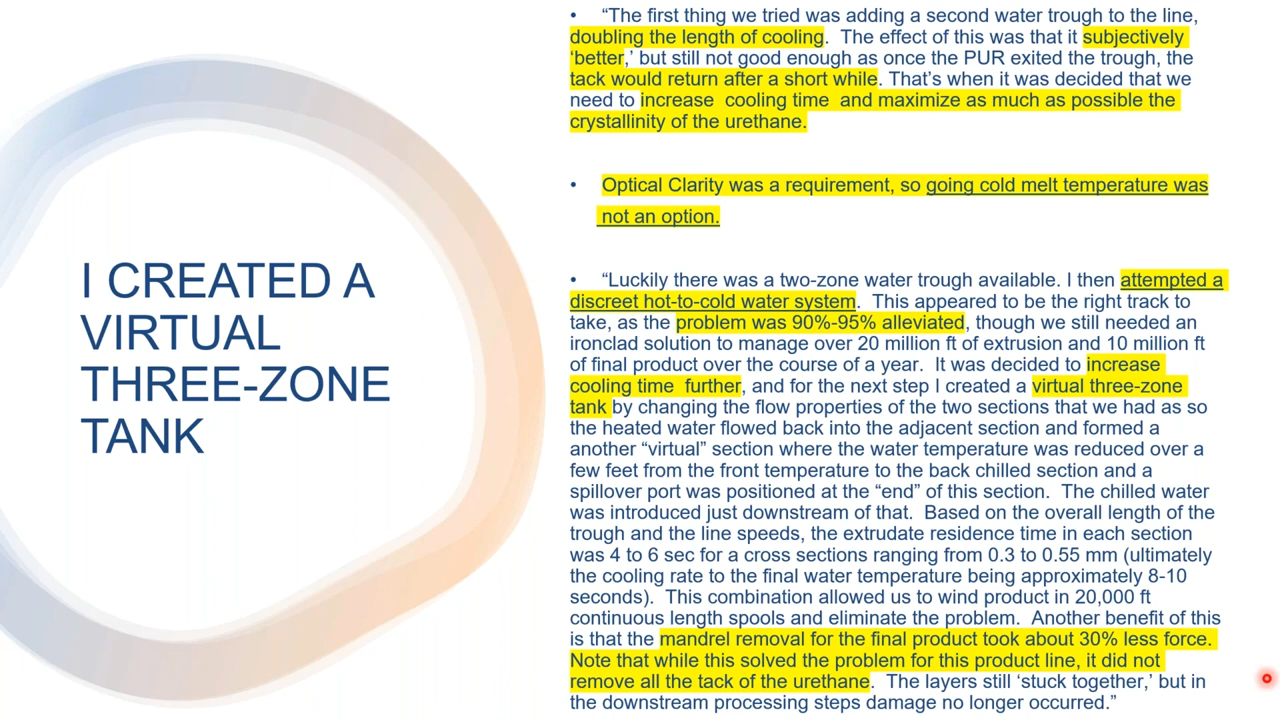 I CREATED A
VIRTUAL
THREE-ZONE
TANK
• “The first thing we tried was adding a second water trough to the line,
doubling the length of cooling. The effect of this was that it subjectively
‘better,’ but still not good enough as once the PUR exited the trough, the
tack would return after a short while. That’s when it was decided that we
need to increase cooling time and maximize as much as possible the
crystallinity of the urethane.
• Optical Clarity was a requirement, so going cold melt temperature was
not an option.
• “Luckily there was a two-zone water trough available. I then attempted a
discreet hot-to-cold water system. This appeared to be the right track to
take, as the problem was 90%-95% alleviated, though we still needed an
ironclad solution to manage over 20 million ft of extrusion and 10 million ft
of final product over the course of a year. It was decided to increase
cooling time further, and for the next step I created a virtual three-zone
tank by changing the flow properties of the two sections that we had as so
the heated water flowed back into the adjacent section and formed a
another “virtual” section where the water temperature was reduced over a
few feet from the front temperature to the back chilled section and a
spillover port was positioned at the “end” of this section. The chilled water
was introduced just downstream of that. Based on the overall length of the
trough and the line speeds, the extrudate residence time in each section
was 4 to 6 sec for a cross sections ranging from 0.3 to 0.55 mm (ultimately
the cooling rate to the final water temperature being approximately 8-10
seconds). This combination allowed us to wind product in 20,000 ft
continuous length spools and eliminate the problem. Another benefit of this
is that the mandrel removal for the final product took about 30% less force.
Note that while this solved the problem for this product line, it did not
remove all the tack of the urethane. The layers still ‘stuck together,’ but in
the downstream processing steps damage no longer occurred.”